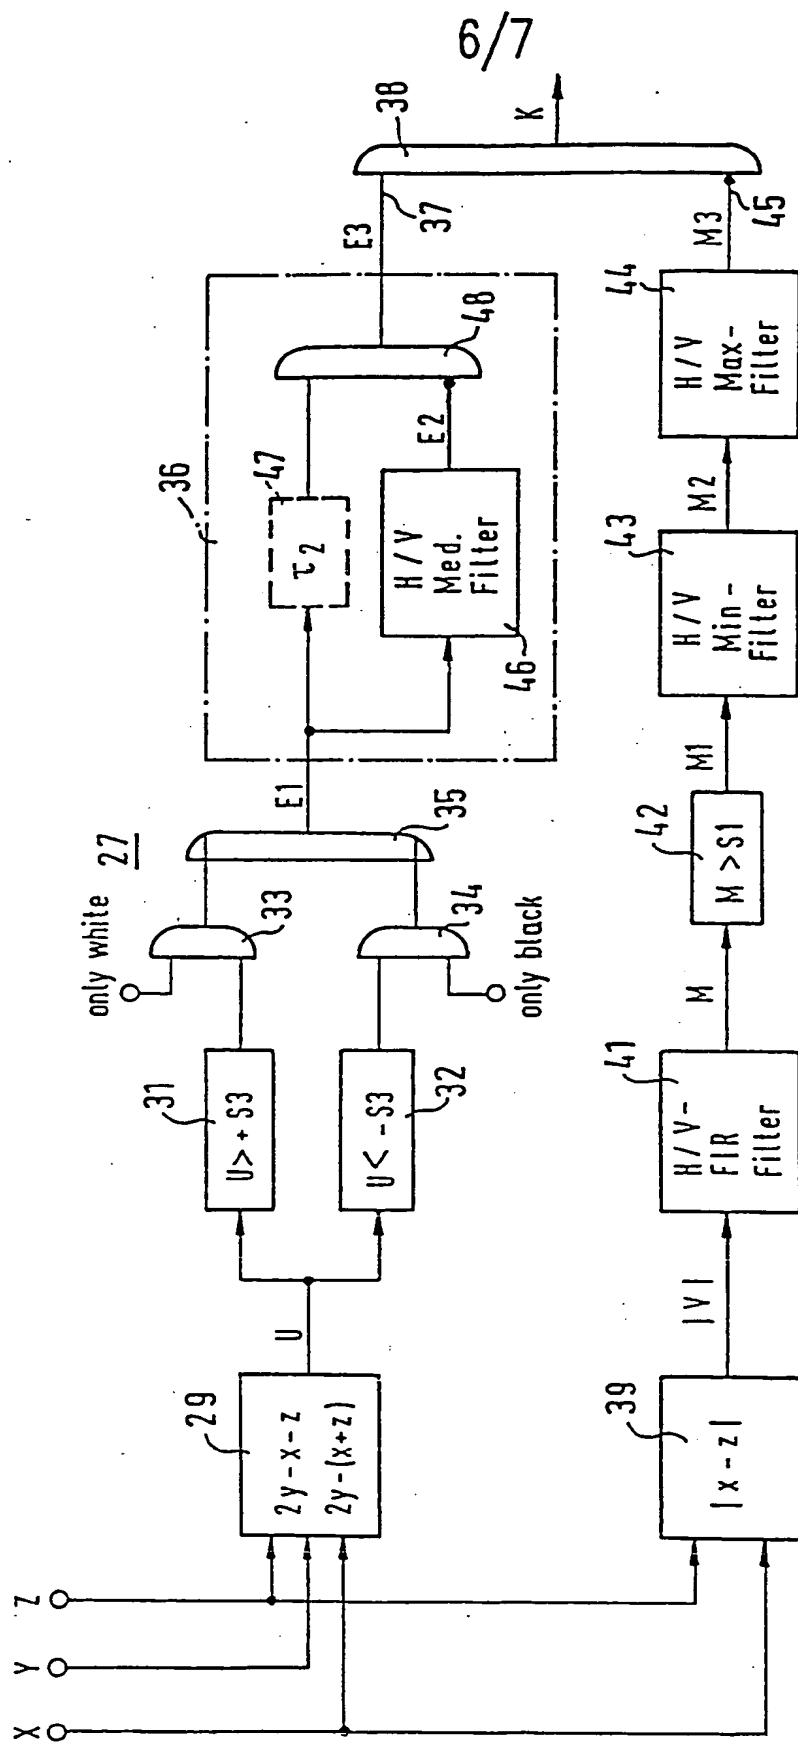 6/7
X
Y
Z
29
2y-x-z
2y-(x+z)
U
31
U>+S3
U<-S3
32
only white
33
34
only black
27
35
E1
36
τ2
47
H/V
Med.
Filter
46
E2
48
E3
37
38
K
39
|x-z|
|V|
41
H/V-
FIR
Filter
M
42
M>S1
M1
43
H/V
Min-
Filter
M2
44
H/V
Max-
Filter
M3
45